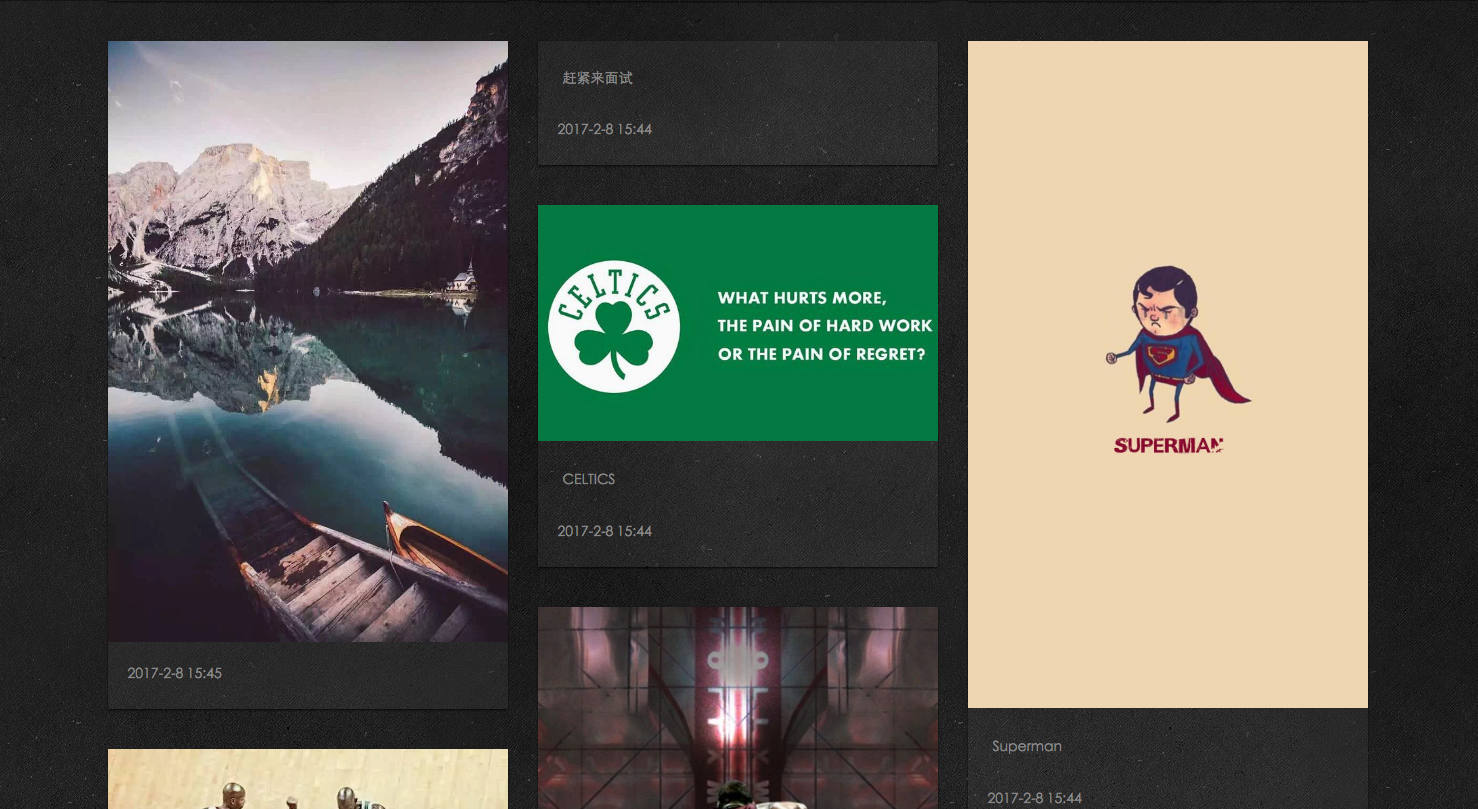 2017-2-8 15:45
赶紧来面试
2017-2-8 15:44
CELTICS
WHAT HURTS MORE,
THE PAIN OF HARD WORK
OR THE PAIN OF REGRET?
CELTICS
2017-2-8 15:44
SUPERMAN
Superman
2017-2-8 15:44